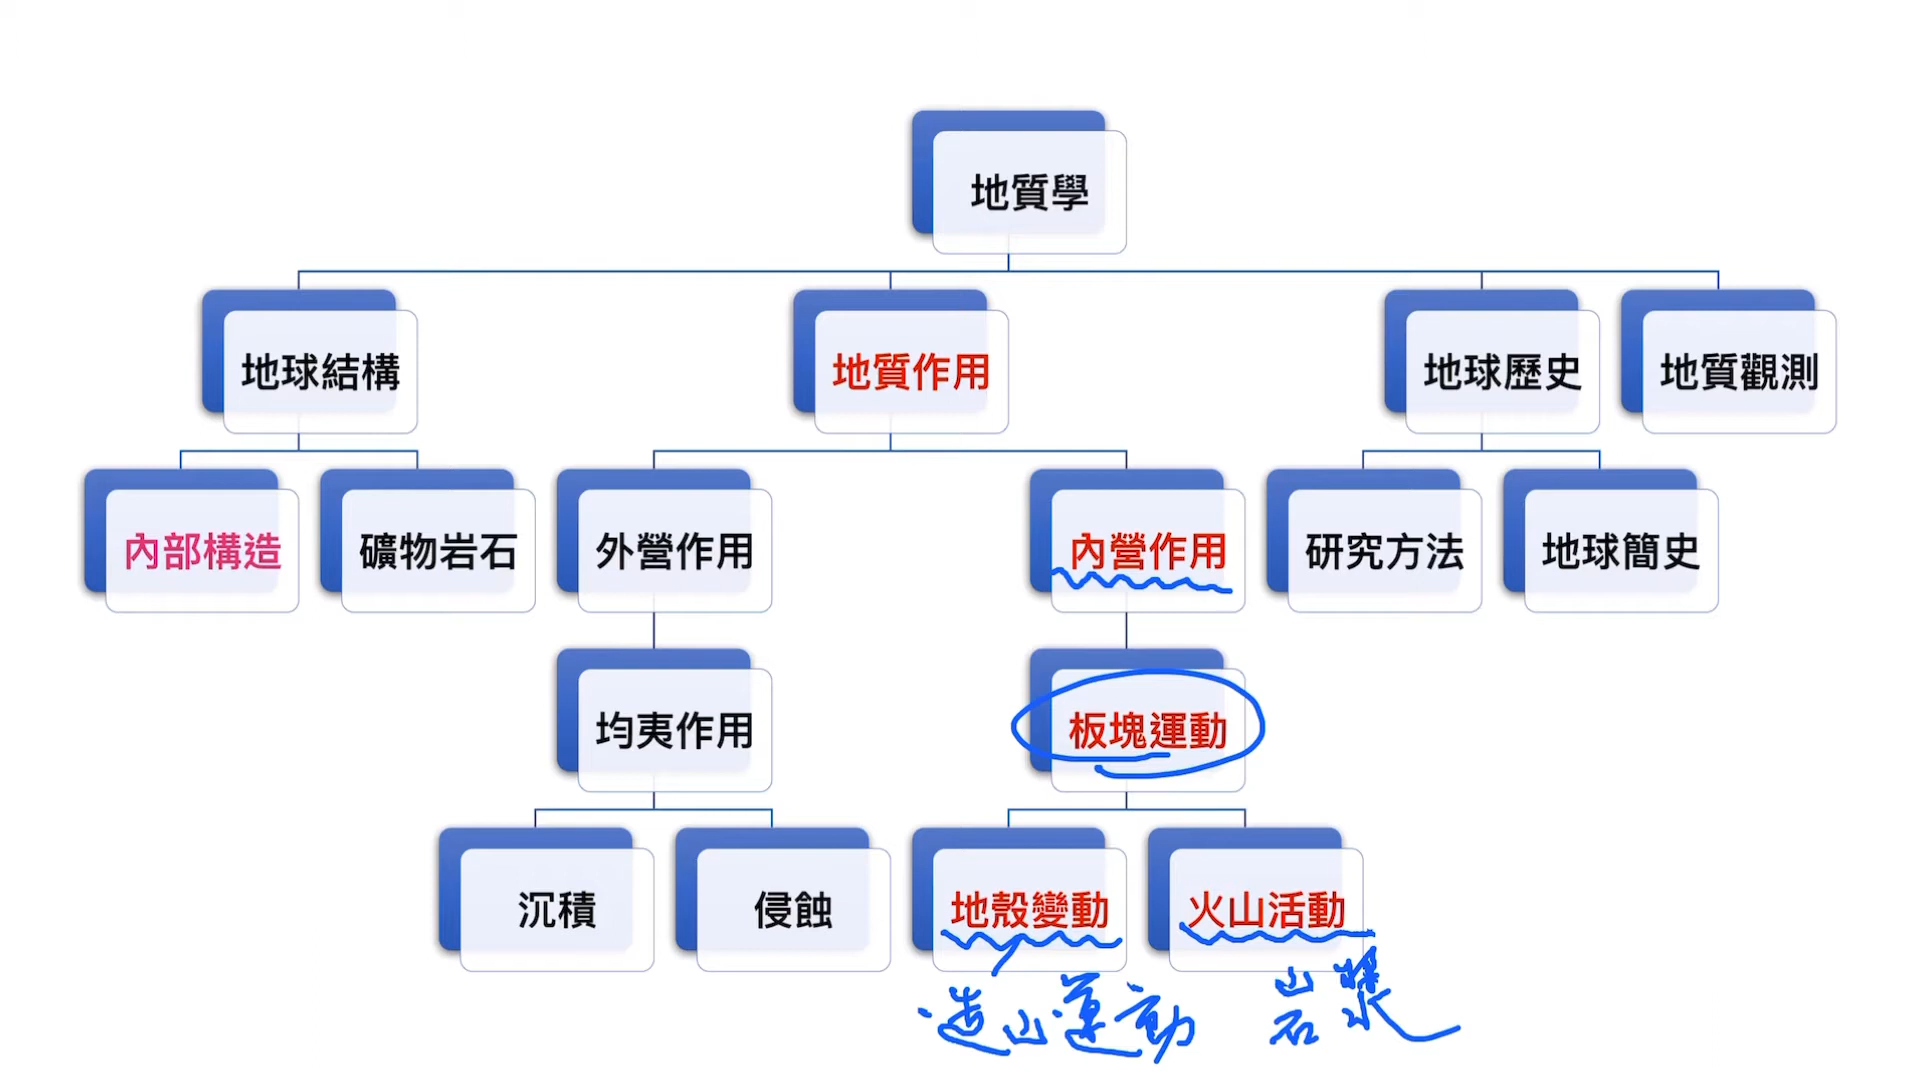 地質學
地球結構
地質作用
地球歷史
地質觀測
內部構造
礦物岩石
外營作用
內營作用
研究方法
地球簡史
均夷作用
板塊運動
沉積
侵蝕
地殼變動
火山活動
造山運動
岩漿